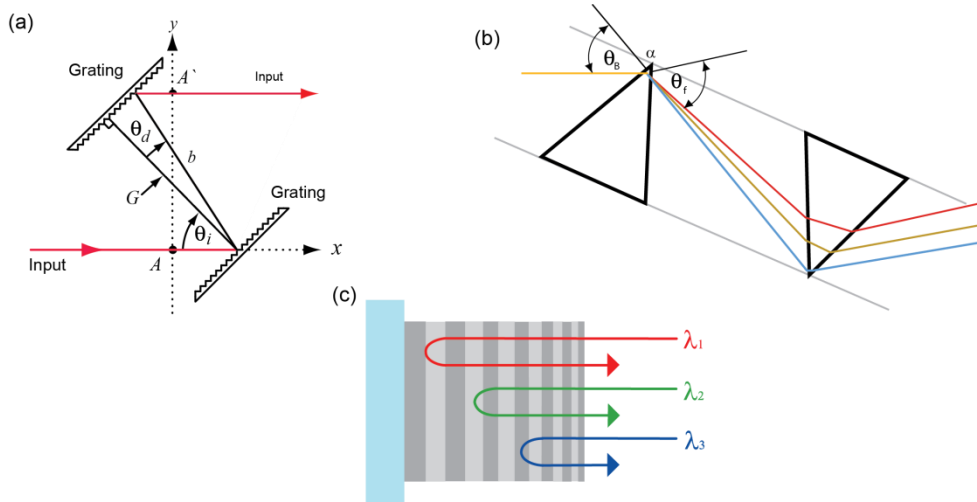 (a)
y
Grating
A`
Input
θd
b
G
Grating
θi
Input
A
x
(b)
α
θB
θf
(c)
λ1
λ2
λ3